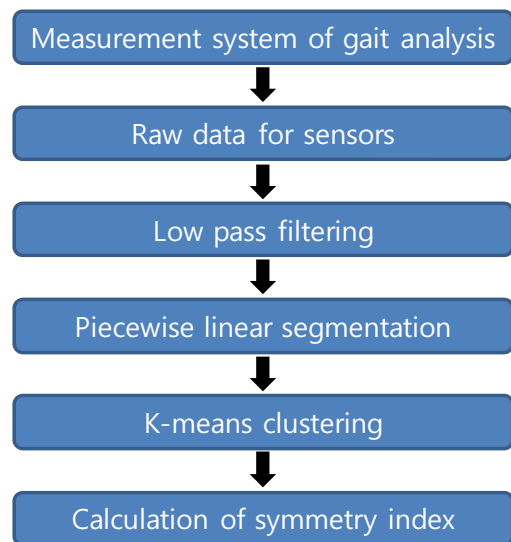 Measurement system of gait analysis
Raw data for sensors
Low pass filtering
Piecewise linear segmentation
K-means clustering
Calculation of symmetry index